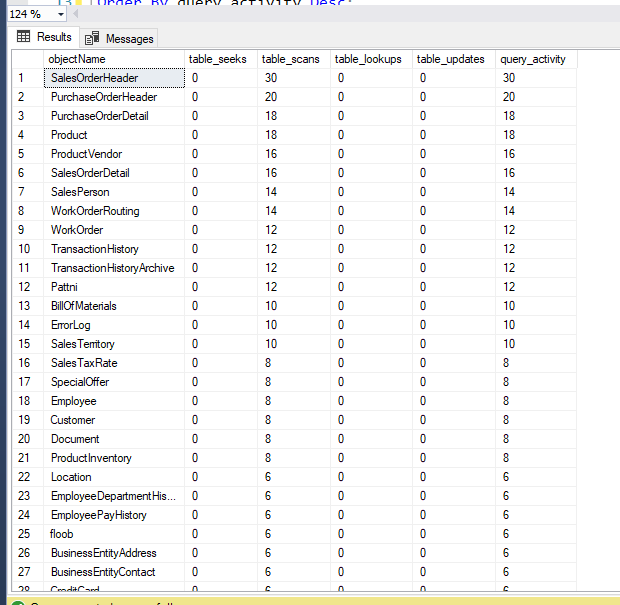 Order By query_activity Desc;
124 %
Results Messages
objectName table_seeks table_scans table_lookups table_updates query_activity
1 SalesOrderHeader 0 30 0 0 30
2 PurchaseOrderHeader 0 20 0 0 20
3 PurchaseOrderDetail 0 18 0 0 18
4 Product 0 18 0 0 18
5 ProductVendor 0 16 0 0 16
6 SalesOrderDetail 0 16 0 0 16
7 SalesPerson 0 14 0 0 14
8 WorkOrderRouting 0 14 0 0 14
9 WorkOrder 0 12 0 0 12
10 TransactionHistory 0 12 0 0 12
11 TransactionHistoryArchive 0 12 0 0 12
12 Pattni 0 12 0 0 12
13 BillOfMaterials 0 10 0 0 10
14 ErrorLog 0 10 0 0 10
15 SalesTerritory 0 10 0 0 10
16 SalesTaxRate 0 8 0 0 8
17 SpecialOffer 0 8 0 0 8
18 Employee 0 8 0 0 8
19 Customer 0 8 0 0 8
20 Document 0 8 0 0 8
21 ProductInventory 0 8 0 0 8
22 Location 0 6 0 0 6
23 EmployeeDepartmentHis... 0 6 0 0 6
24 EmployeePayHistory 0 6 0 0 6
25 floob 0 6 0 0 6
26 BusinessEntityAddress 0 6 0 0 6
27 BusinessEntityContact 0 6 0 0 6
28 CreditCard 0 6 0 0 6